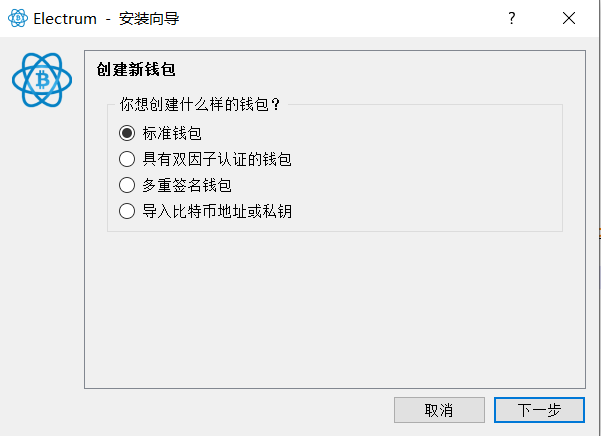 Electrum - 安装向导
创建新钱包
你想创建什么样的钱包？
标准钱包
具有双因子认证的钱包
多重签名钱包
导入比特币地址或私钥
取消
下一步